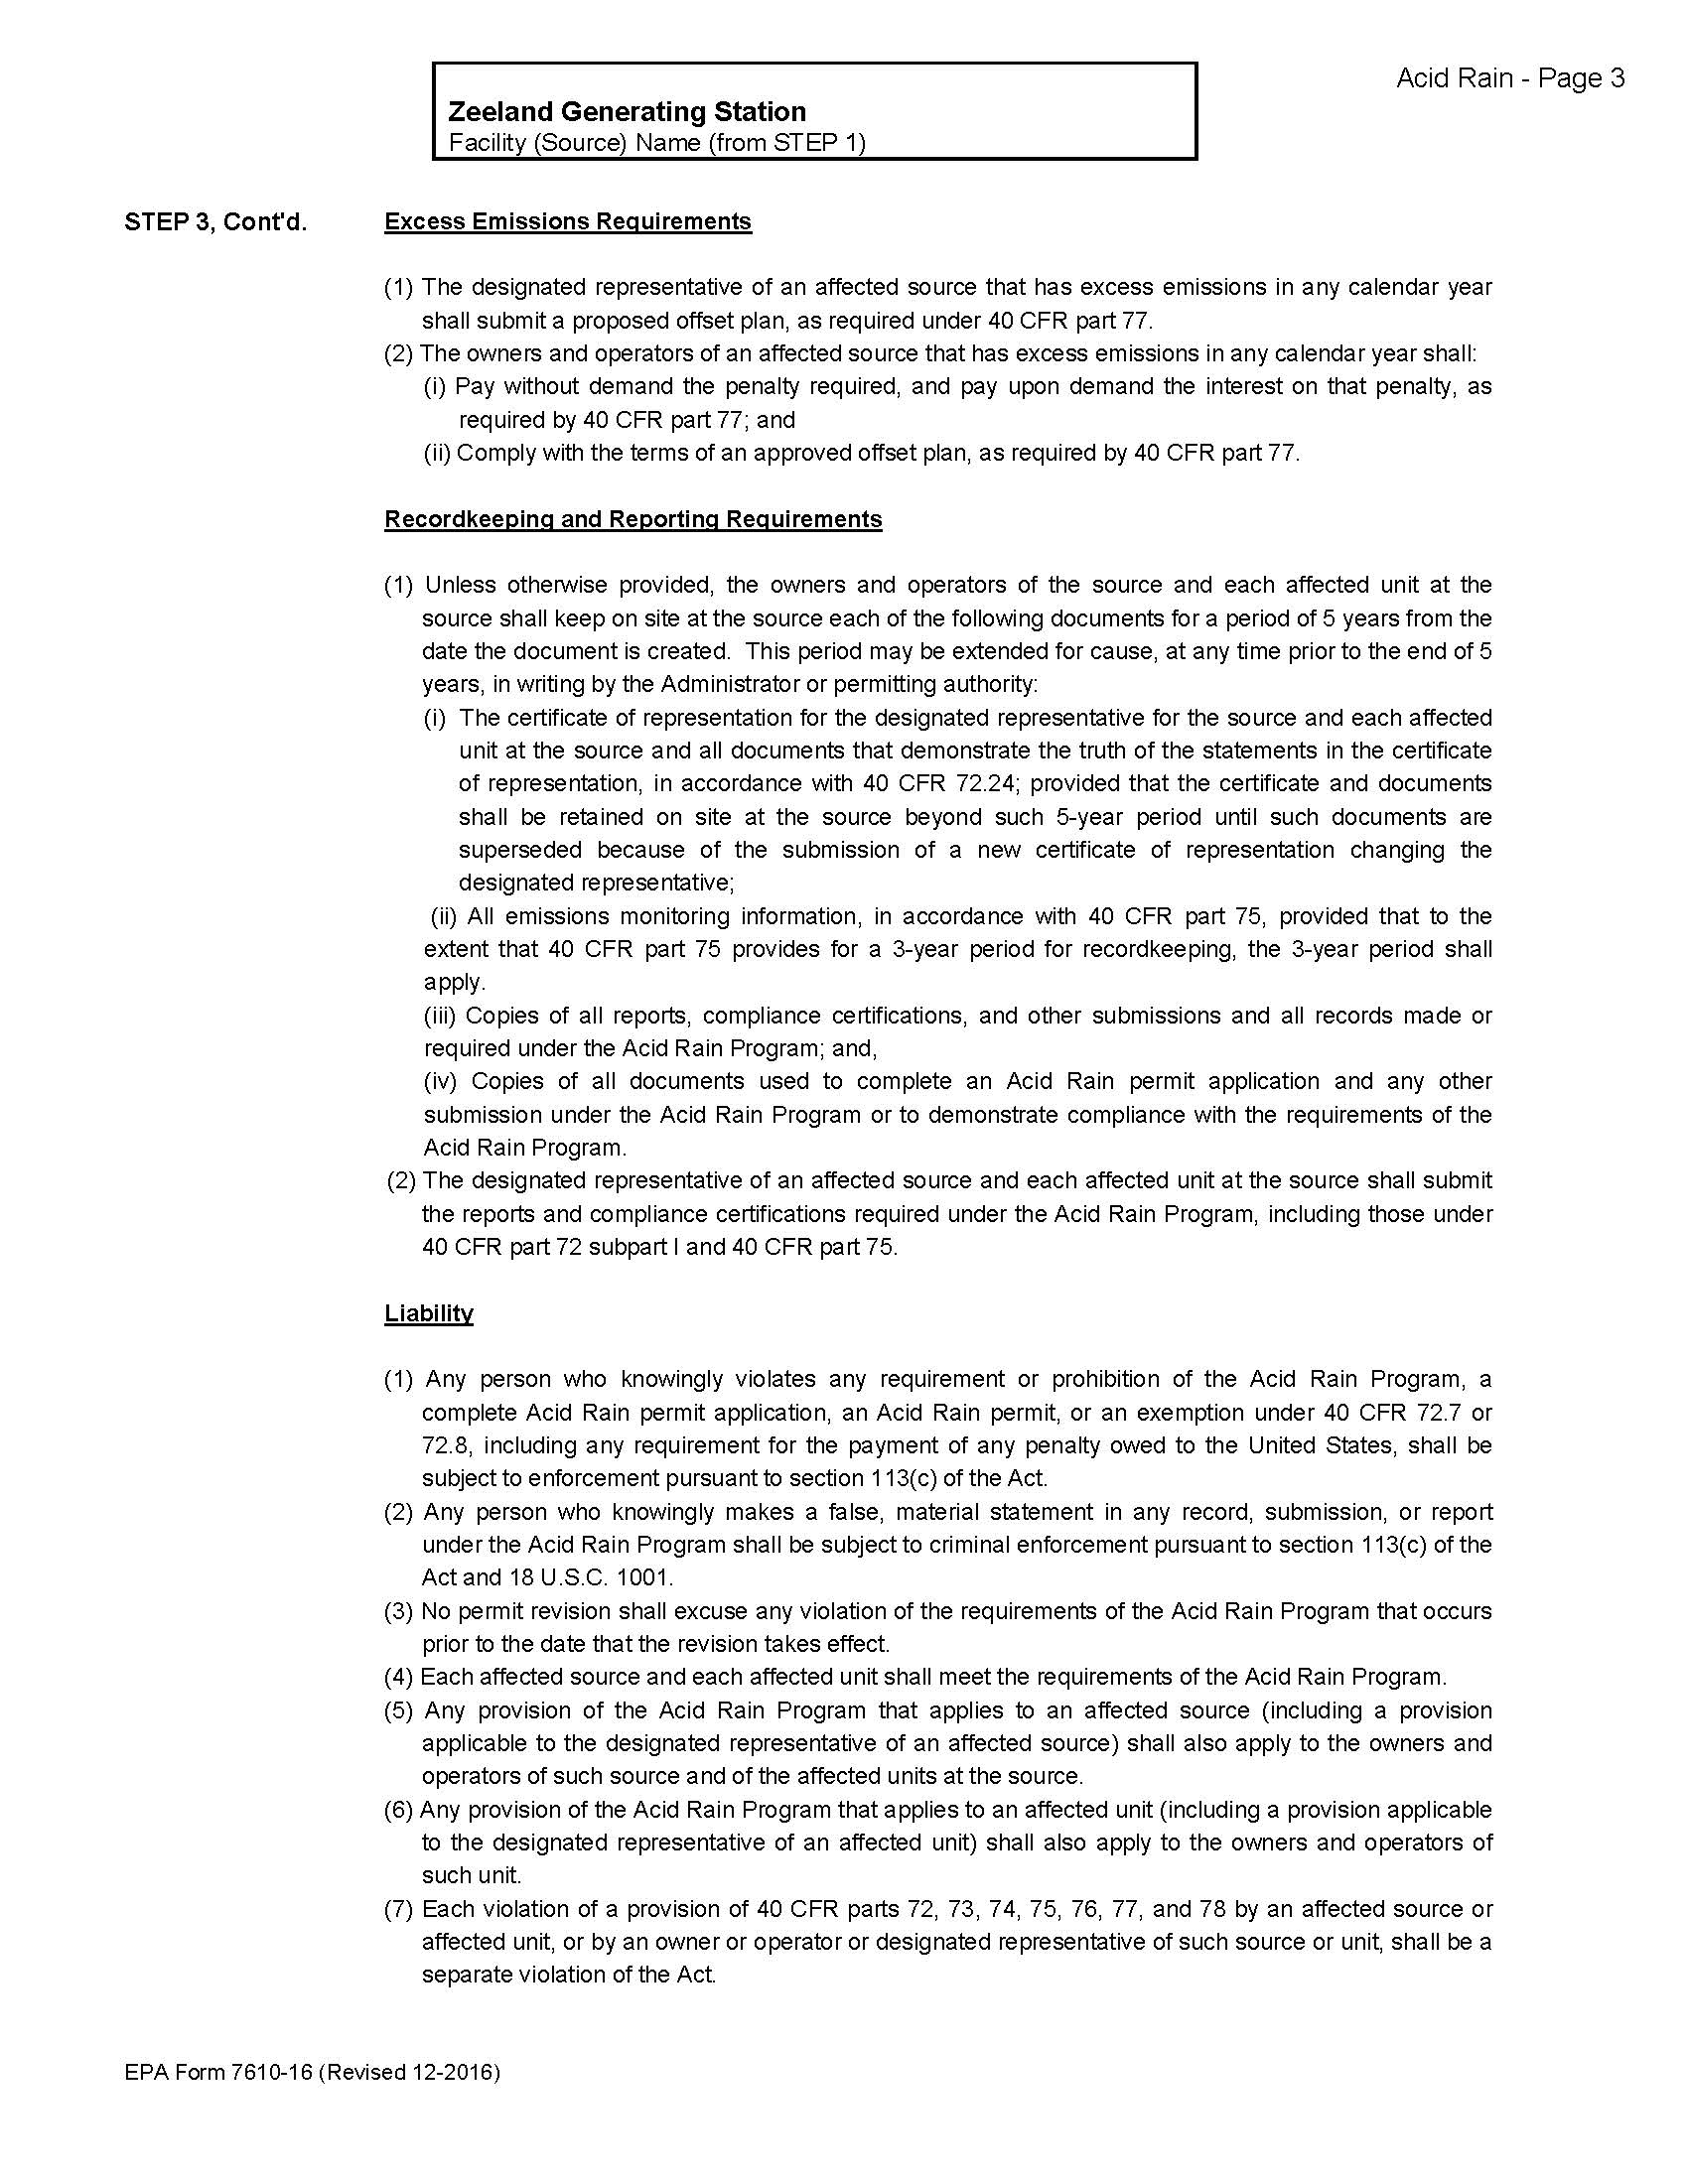 Acid Rain - Page 3
Zeeland Generating Station
Facility (Source) Name (from STEP 1)
STEP 3, Cont'd.
Excess Emissions Requirements
(1) The designated representative of an affected source that has excess emissions in any calendar year
shall submit a proposed offset plan, as required under 40 CFR part 77.
(2) The owners and operators of an affected source that has excess emissions in any calendar year shall:
(i) Pay without demand the penalty required, and pay upon demand the interest on that penalty, as
required by 40 CFR part 77; and
(ii) Comply with the terms of an approved offset plan, as required by 40 CFR part 77.
Recordkeeping and Reporting Requirements
(1) Unless otherwise provided, the owners and operators of the source and each affected unit at the
source shall keep on site at the source each of the following documents for a period of 5 years from the
date the document is created.  This period may be extended for cause, at any time prior to the end of 5
years, in writing by the Administrator or permitting authority:
(i) The certificate of representation for the designated representative for the source and each affected
unit at the source and all documents that demonstrate the truth of the statements in the certificate
of representation, in accordance with 40 CFR 72.24; provided that the certificate and documents
shall be retained on site at the source beyond such 5-year period until such documents are
superseded because of the submission of a new certificate of representation changing the
designated representative;
(ii) All emissions monitoring information, in accordance with 40 CFR part 75, provided that to the
extent that 40 CFR part 75 provides for a 3-year period for recordkeeping, the 3-year period shall
apply.
(iii) Copies of all reports, compliance certifications, and other submissions and all records made or
required under the Acid Rain Program; and,
(iv) Copies of all documents used to complete an Acid Rain permit application and any other
submission under the Acid Rain Program or to demonstrate compliance with the requirements of the
Acid Rain Program.
(2) The designated representative of an affected source and each affected unit at the source shall submit
the reports and compliance certifications required under the Acid Rain Program, including those under
40 CFR part 72 subpart I and 40 CFR part 75.
Liability
(1) Any person who knowingly violates any requirement or prohibition of the Acid Rain Program, a
complete Acid Rain permit application, an Acid Rain permit, or an exemption under 40 CFR 72.7 or
72.8, including any requirement for the payment of any penalty owed to the United States, shall be
subject to enforcement pursuant to section 113(c) of the Act.
(2) Any person who knowingly makes a false, material statement in any record, submission, or report
under the Acid Rain Program shall be subject to criminal enforcement pursuant to section 113(c) of the
Act and 18 U.S.C. 1001.
(3) No permit revision shall excuse any violation of the requirements of the Acid Rain Program that occurs
prior to the date that the revision takes effect.
(4) Each affected source and each affected unit shall meet the requirements of the Acid Rain Program.
(5) Any provision of the Acid Rain Program that applies to an affected source (including a provision
applicable to the designated representative of an affected source) shall also apply to the owners and
operators of such source and of the affected units at the source.
(6) Any provision of the Acid Rain Program that applies to an affected unit (including a provision applicable
to the designated representative of an affected unit) shall also apply to the owners and operators of
such unit.
(7) Each violation of a provision of 40 CFR parts 72, 73, 74, 75, 76, 77, and 78 by an affected source or
affected unit, or by an owner or operator or designated representative of such source or unit, shall be a
separate violation of the Act.
EPA Form 7610-16 (Revised 12-2016)